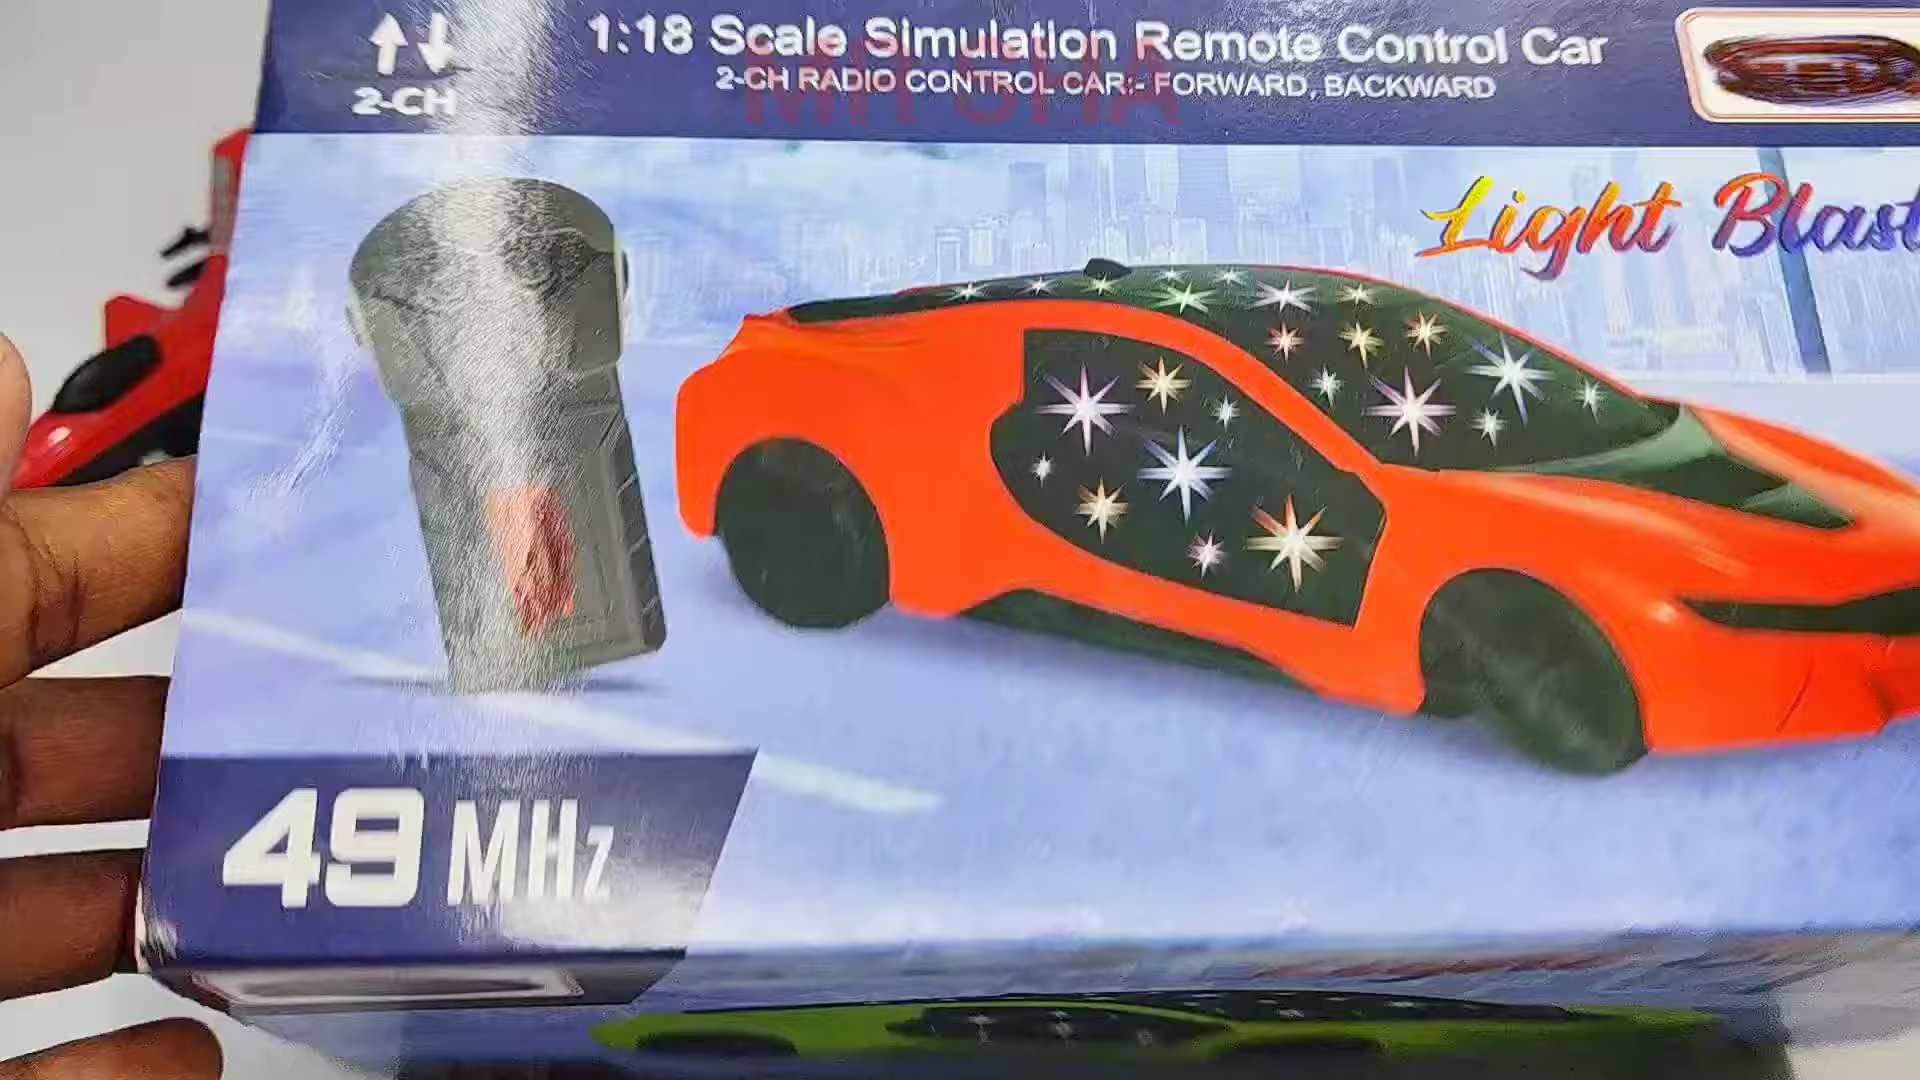 1:18 Scale Simulation Remote Control Car
2-CH RADIO CONTROL CAR:- FORWARD, BACKWARD
2-CH
Light Blast
49 MHz